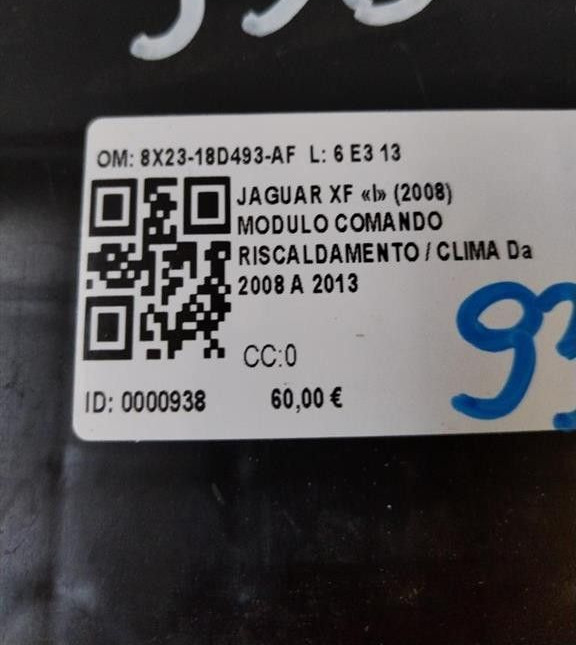 OM: 8X23-18D493-AF L: 6 E3 13
JAGUAR XF «I» (2008)
MODULO COMANDO
RISCALDAMENTO / CLIMA Da
2008 A 2013
CC:0
ID: 0000938 60,00 €